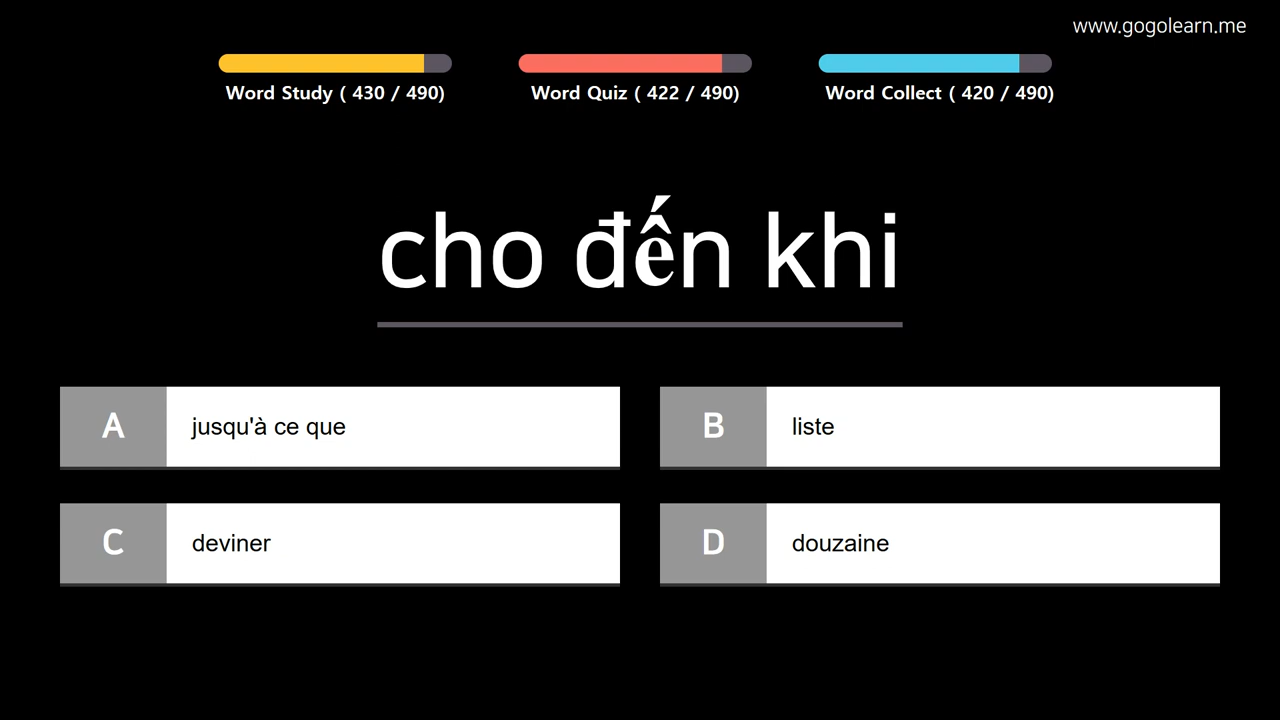 www.gogolearn.me
Word Study ( 430 / 490)
Word Quiz ( 422 / 490)
Word Collect ( 420 / 490)
cho đến khi
A jusqu'à ce que
B liste
C deviner
D douzaine